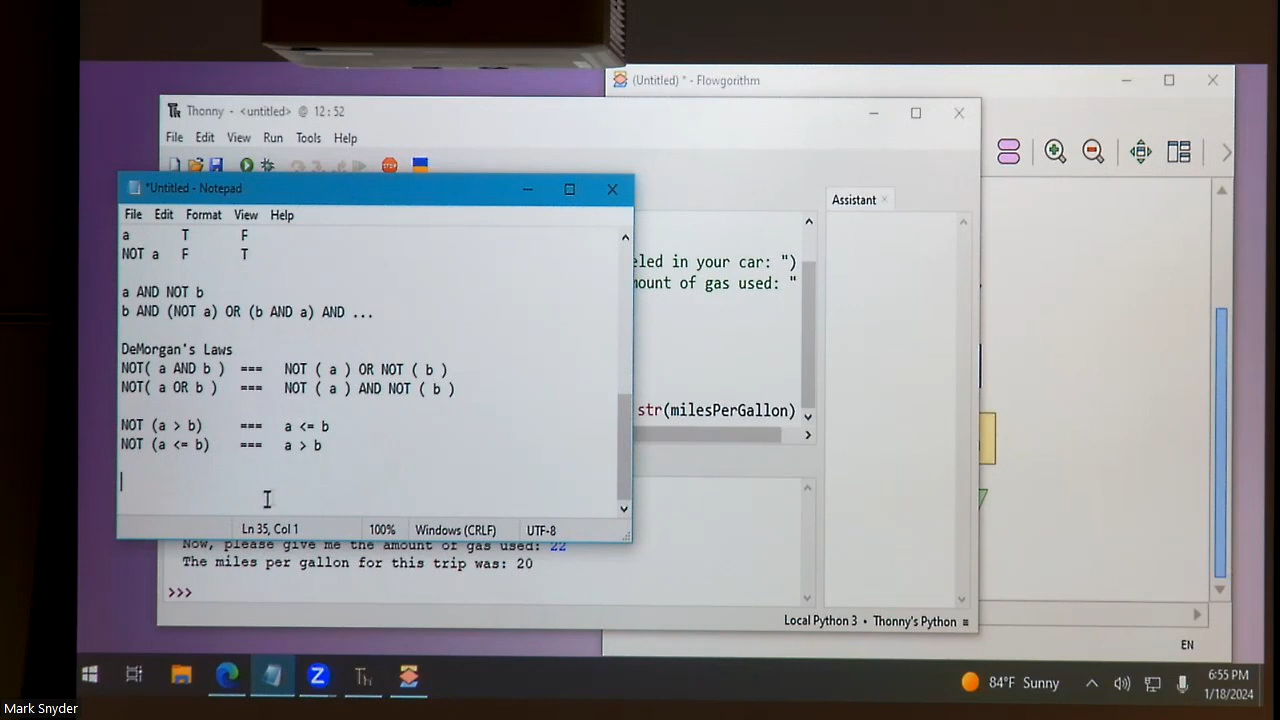 (Untitled) * - Flowgorithm
Thonny - <untitled> @ 12:52
File Edit View Run Tools Help
STOP
*Untitled - Notepad
File Edit Format View Help
a T F
NOT a F T
a AND NOT b
b AND (NOT a) OR (b AND a) AND ...
DeMorgan's Laws
NOT( a AND b ) === NOT ( a ) OR NOT ( b )
NOT( a OR b ) === NOT ( a ) AND NOT ( b )
NOT (a > b) === a <= b
NOT (a <= b) === a > b
Ln 35, Col 1 100% Windows (CRLF) UTF-8
Assistant
eled in your car: ")
mount of gas used: "
str(milesPerGallon)
Now, please give me the amount of gas used: 22
The miles per gallon for this trip was: 20
>>>
Local Python 3 • Thonny's Python ≡
EN
Z
Th
84°F Sunny
6:55 PM
1/18/2024
Mark Snyder